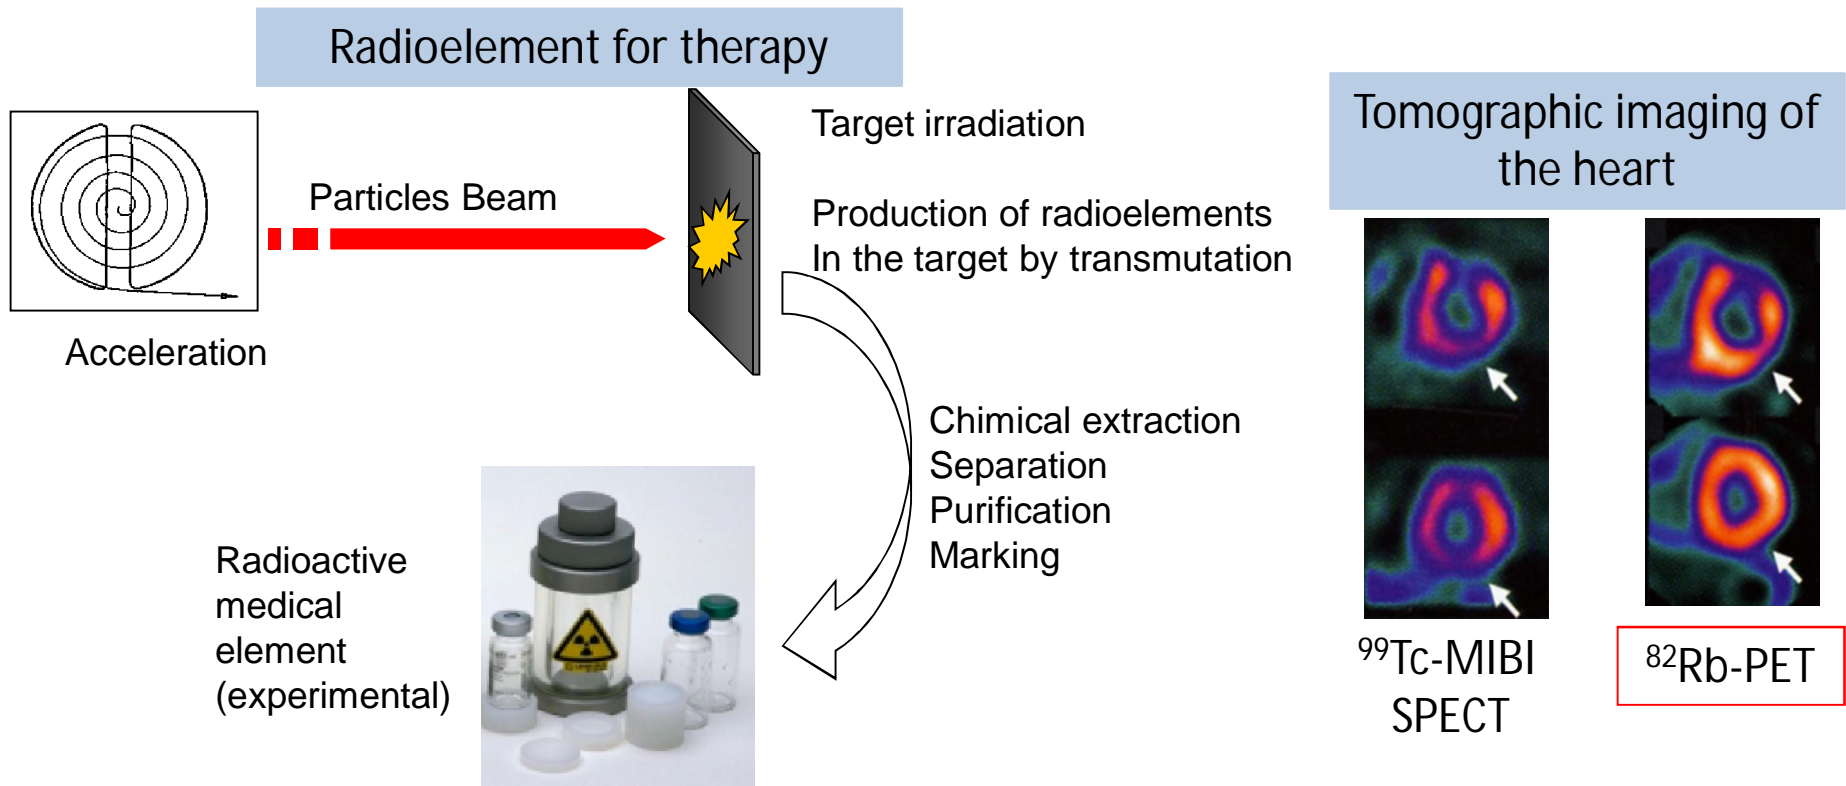 Radioelement for therapy
Acceleration
Particles Beam
Target irradiation
Production of radioelements
In the target by transmutation
Chimical extraction
Separation
Purification
Marking
Radioactive
medical
element
(experimental)
Tomographic imaging of
the heart
⁹⁹Tc-MIBI
SPECT
⁸²Rb-PET